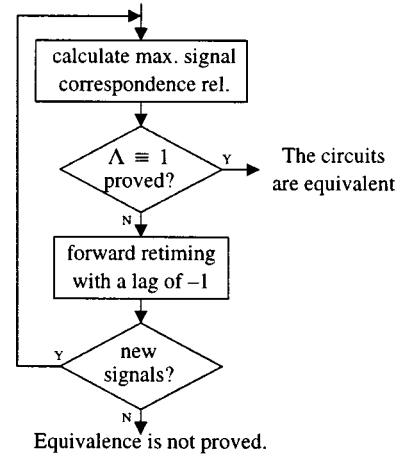 calculate max. signal
correspondence rel.
Λ ≡ 1
proved?
Y
The circuits
are equivalent
N
forward retiming
with a lag of –1
new
signals?
Y
N
Equivalence is not proved.